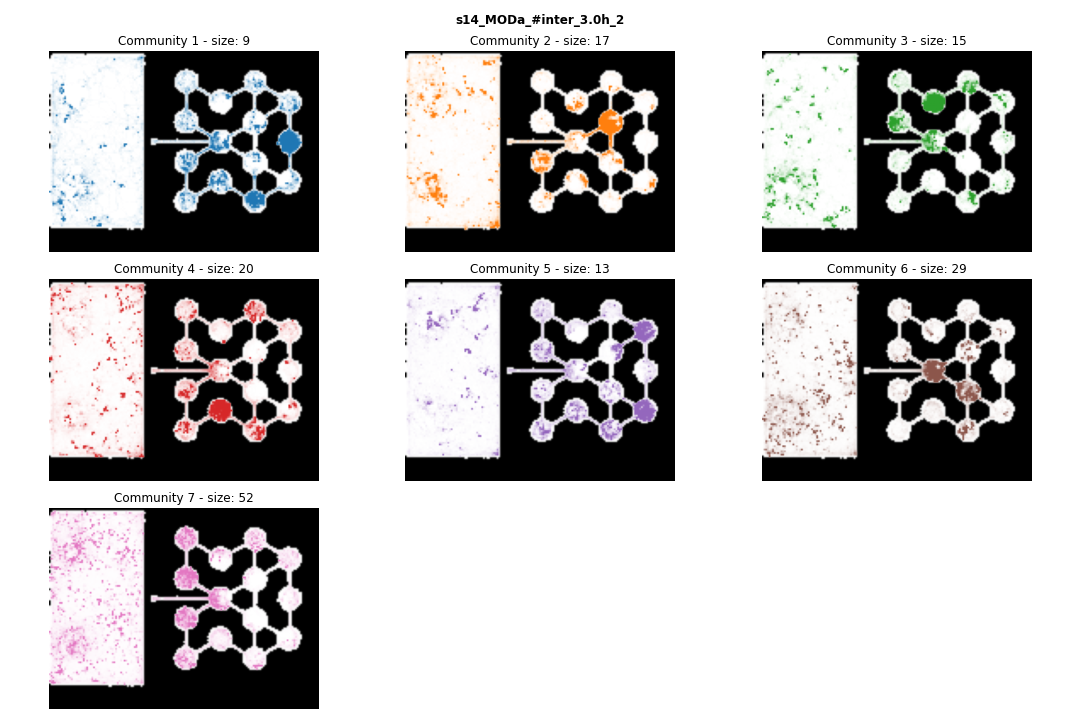 s14_MODa_#inter_3.0h_2
Community 1 - size: 9
Community 2 - size: 17
Community 3 - size: 15
Community 4 - size: 20
Community 5 - size: 13
Community 6 - size: 29
Community 7 - size: 52